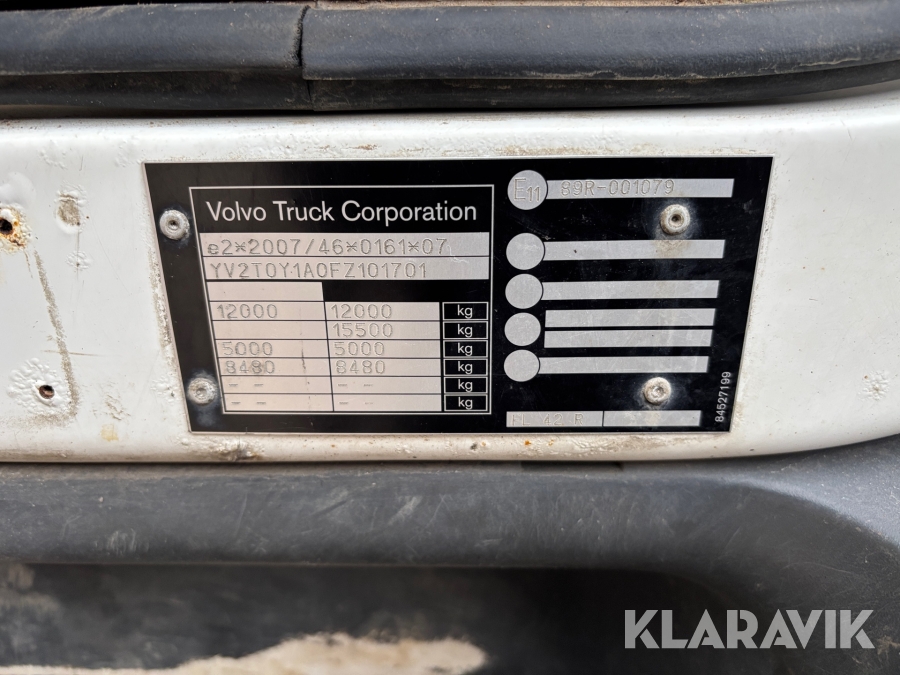 Volvo Truck Corporation
e2*2007/46*0161*07
YV2T0Y1A0FZ101701
12000 12000 kg
15500 kg
5000 5000 kg
8480 8480 kg
- - - - kg
- - - - kg
E11 89R-001079
42 R
84527199
KLARAVIK